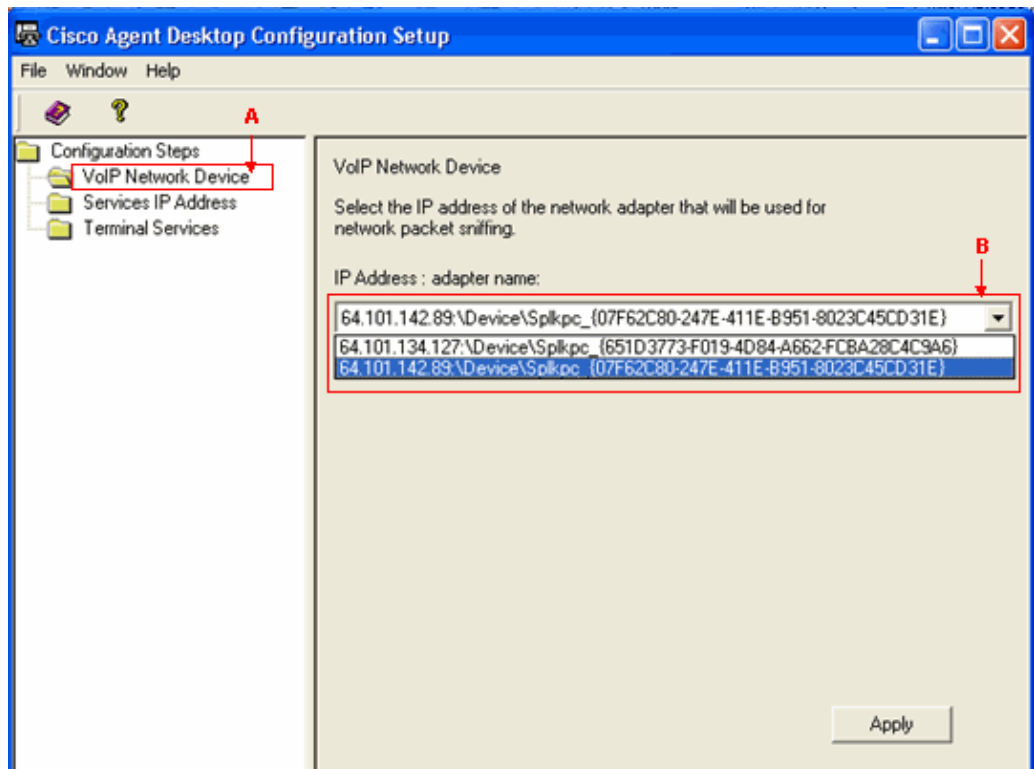 Cisco Agent Desktop Configuration Setup
File Window Help
A
Configuration Steps
VoIP Network Device
Services IP Address
Terminal Services
VoIP Network Device
Select the IP address of the network adapter that will be used for
network packet sniffing.
B
IP Address : adapter name:
64.101.142.89:\Device\Splkpc_{07F62C80-247E-411E-B951-8023C45CD31E}
64.101.134.127:\Device\Splkpc_{651D3773-F019-4D84-A662-FCBA28C4C9A6}
64.101.142.89:\Device\Splkpc_{07F62C80-247E-411E-B951-8023C45CD31E}
Apply